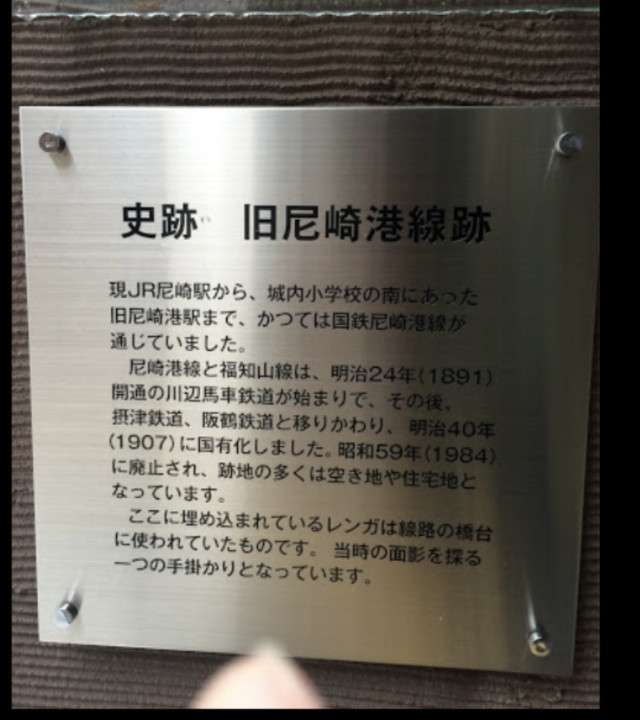 史跡　旧尼崎港線跡
現JR尼崎駅から、城内小学校の南にあった
旧尼崎港駅まで、かつては国鉄尼崎港線が
通じていました。
　尼崎港線と福知山線は、明治24年(1891)
開通の川辺馬車鉄道が始まりで、その後、
摂津鉄道、阪鶴鉄道と移りかわり、明治40年
(1907)に国有化しました。昭和59年(1984)
に廃止され、跡地の多くは空き地や住宅地と
なっています。
　ここに埋め込まれているレンガは線路の橋台
に使われていたものです。当時の面影を探る
一つの手掛かりとなっています。